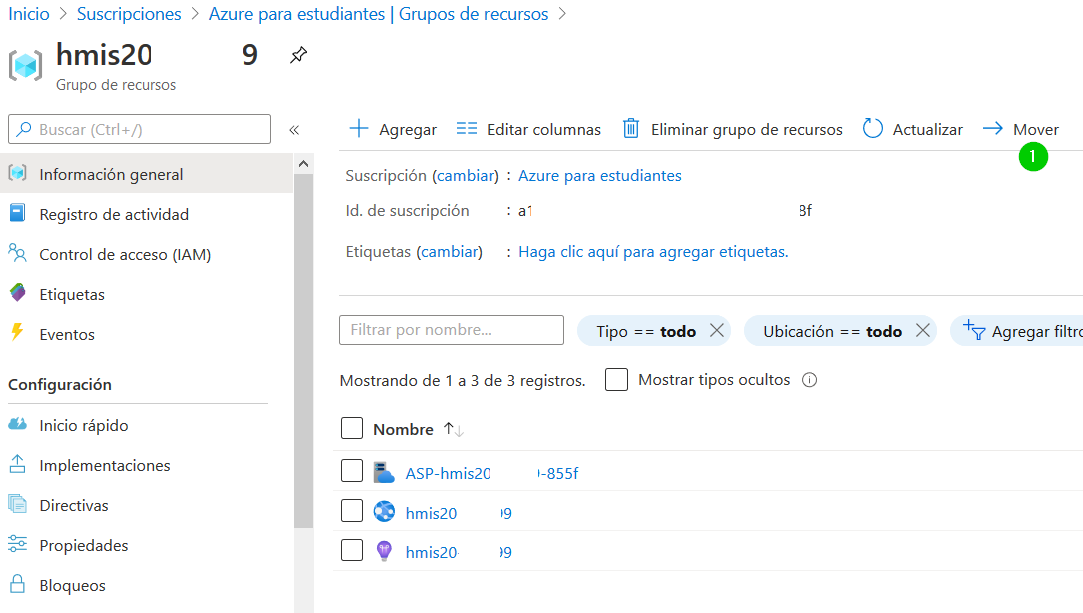 Inicio > Suscripciones > Azure para estudiantes | Grupos de recursos >
hmis20 9
Grupo de recursos
Buscar (Ctrl+/)
«
Agregar Editar columnas Eliminar grupo de recursos Actualizar Mover
1
Información general
Registro de actividad
Control de acceso (IAM)
Etiquetas
Eventos
Configuración
Inicio rápido
Implementaciones
Directivas
Propiedades
Bloqueos
Suscripción (cambiar) : Azure para estudiantes
Id. de suscripción : a1 8f
Etiquetas (cambiar) : Haga clic aquí para agregar etiquetas.
Filtrar por nombre... Tipo == todo Ubicación == todo Agregar filtro
Mostrando de 1 a 3 de 3 registros. Mostrar tipos ocultos
Nombre ↑↓
ASP-hmis20 9-855f
hmis20 99
hmis20 99